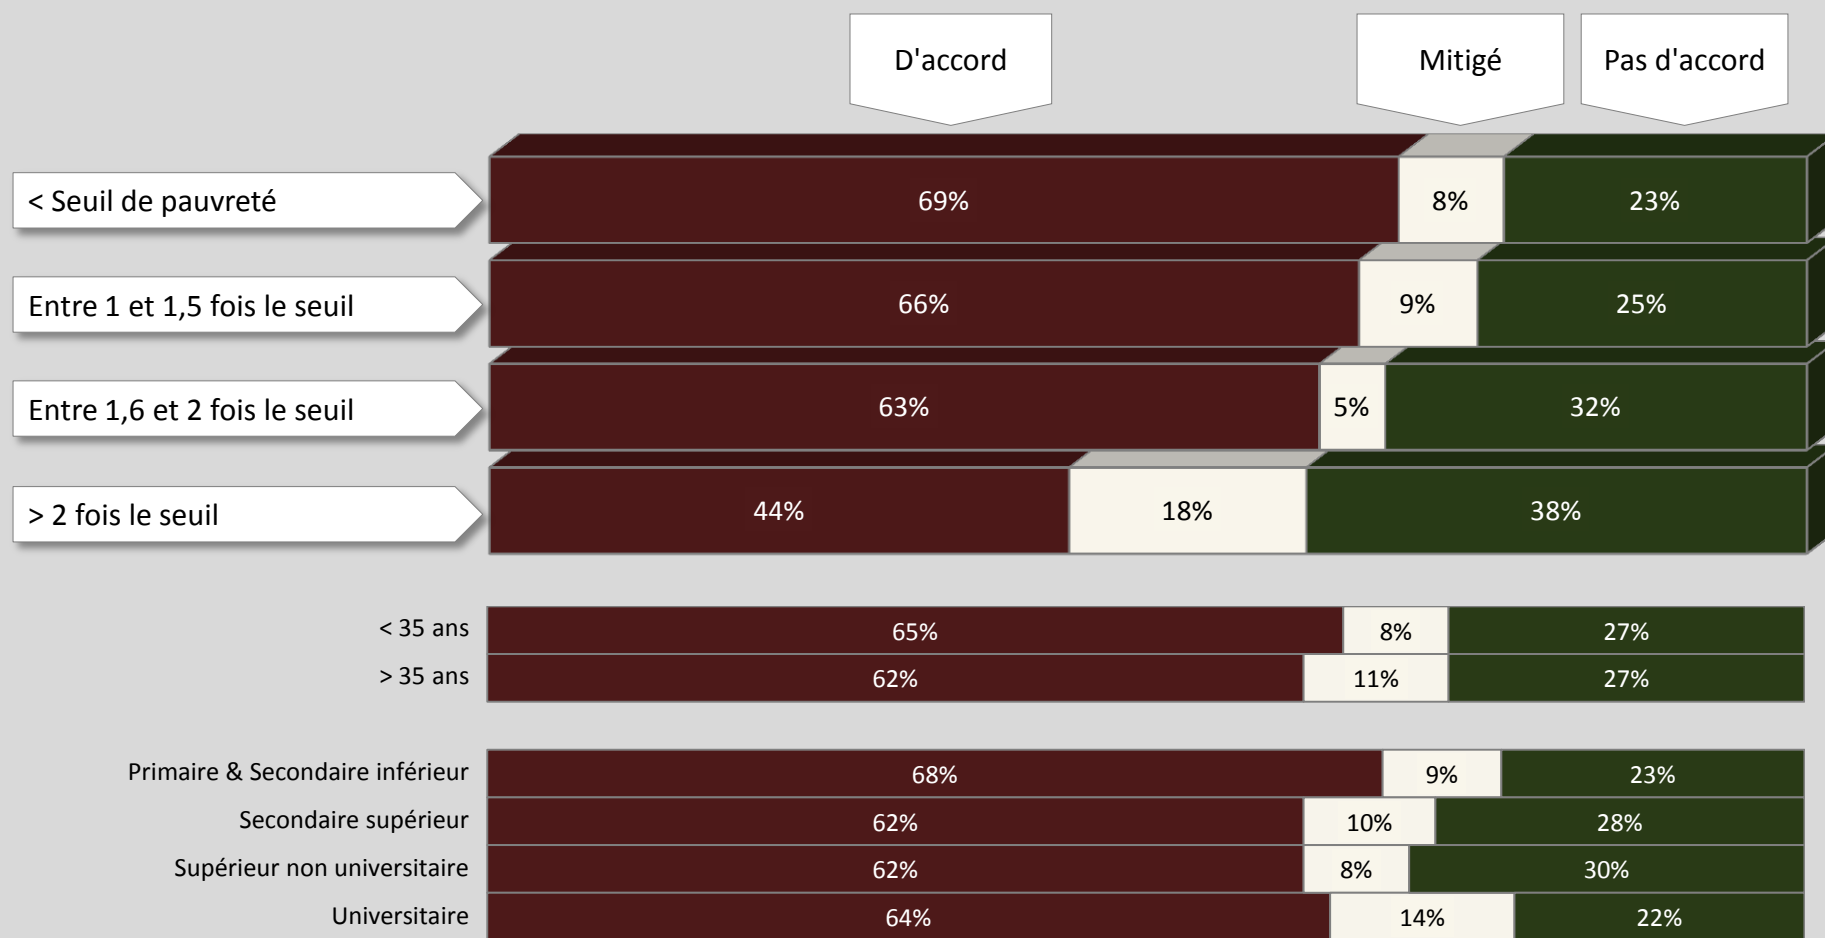 D'accord Mitigé Pas d'accord
< Seuil de pauvreté 69% 8% 23%
Entre 1 et 1,5 fois le seuil 66% 9% 25%
Entre 1,6 et 2 fois le seuil 63% 5% 32%
> 2 fois le seuil 44% 18% 38%
< 35 ans 65% 8% 27%
> 35 ans 62% 11% 27%
Primaire & Secondaire inférieur 68% 9% 23%
Secondaire supérieur 62% 10% 28%
Supérieur non universitaire 62% 8% 30%
Universitaire 64% 14% 22%